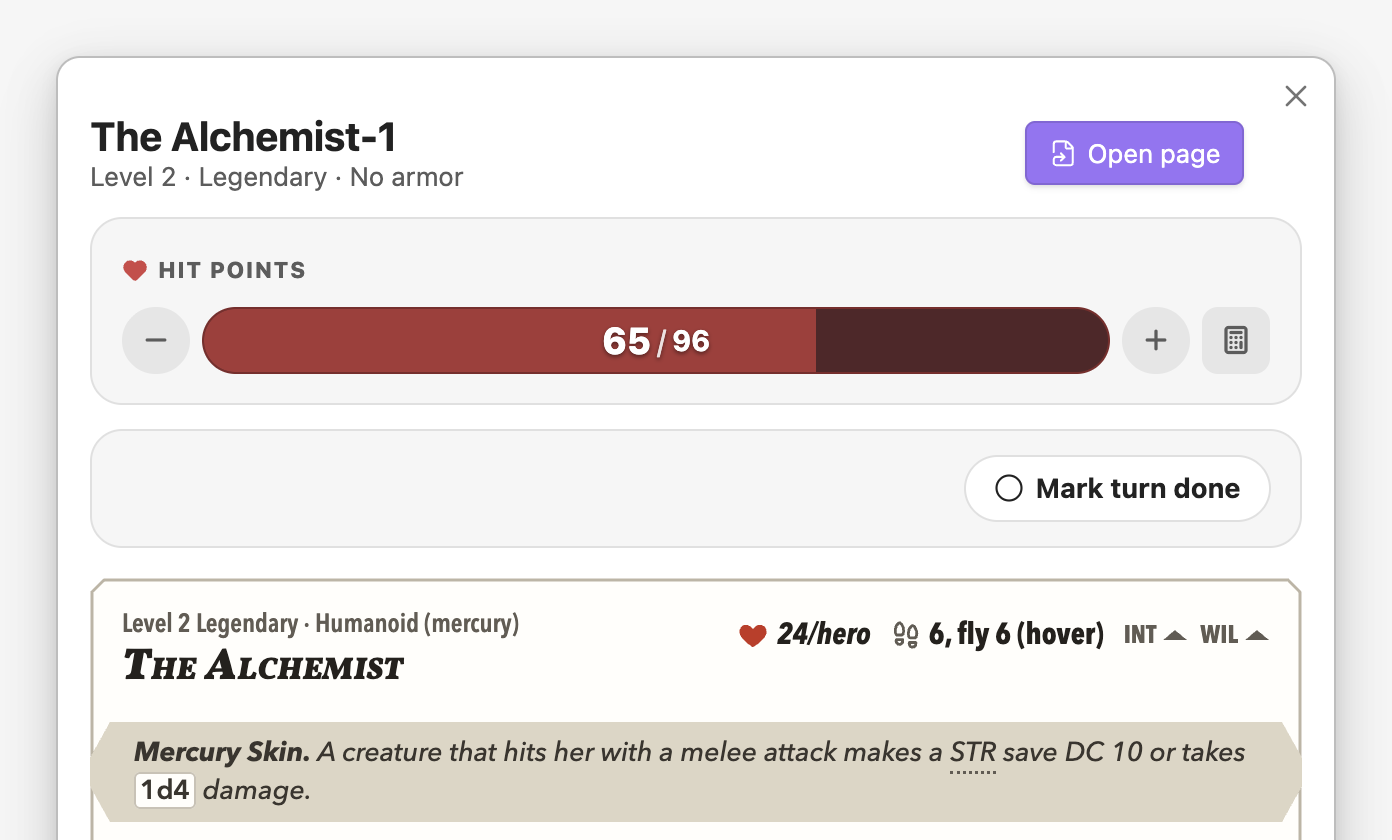 The Alchemist-1
Level 2 · Legendary · No armor
Open page
HIT POINTS
65 / 96
Mark turn done
Level 2 Legendary · Humanoid (mercury)
THE ALCHEMIST
24/hero 6, fly 6 (hover) INT WIL
Mercury Skin. A creature that hits her with a melee attack makes a STR save DC 10 or takes
1d4 damage.